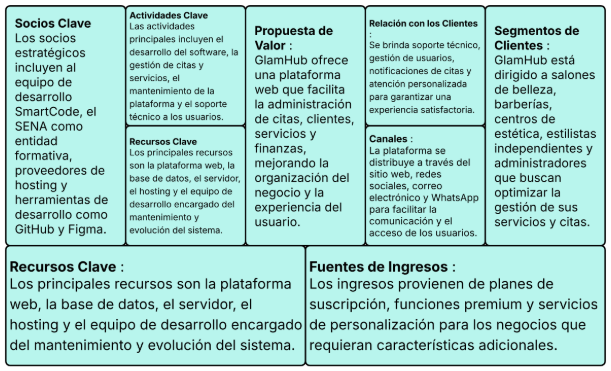 Socios Clave
Los socios
estratégicos
incluyen al
equipo de
desarrollo
SmartCode, el
SENA como
entidad
formativa,
proveedores de
hosting y
herramientas de
desarrollo como
GitHub y Figma.
Actividades Clave
Las actividades
principales incluyen el
desarrollo del software, la
gestión de citas y
servicios, el
mantenimiento de la
plataforma y el soporte
técnico a los usuarios.
Recursos Clave
Los principales recursos
son la plataforma web, la
base de datos, el servidor,
el hosting y el equipo de
desarrollo encargado del
mantenimiento y
evolución del sistema.
Propuesta de
Valor :
GlamHub ofrece
una plataforma
web que facilita
la administración
de citas, clientes,
servicios y
finanzas,
mejorando la
organización del
negocio y la
experiencia del
usuario.
Relación con los Clientes
:
Se brinda soporte técnico,
gestión de usuarios,
notificaciones de citas y
atención personalizada
para garantizar una
experiencia satisfactoria.
Canales :
La plataforma se
distribuye a través del
sitio web, redes
sociales, correo
electrónico y WhatsApp
para facilitar la
comunicación y el
acceso de los usuarios.
Segmentos de
Clientes :
GlamHub está
dirigido a salones
de belleza,
barberías,
centros de
estética, estilistas
independientes y
administradores
que buscan
optimizar la
gestión de sus
servicios y citas.
Recursos Clave :
Los principales recursos son la plataforma
web, la base de datos, el servidor, el
hosting y el equipo de desarrollo encargado
del mantenimiento y evolución del sistema.
Fuentes de Ingresos :
Los ingresos provienen de planes de
suscripción, funciones premium y servicios
de personalización para los negocios que
requieran características adicionales.